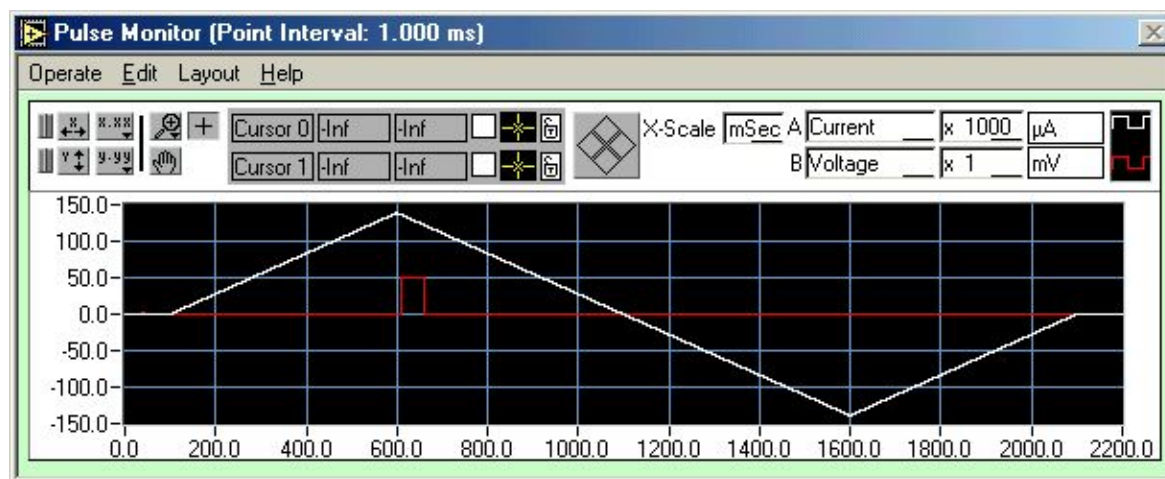 Pulse Monitor (Point Interval: 1.000 ms)
Operate Edit Layout Help
X X.XX Cursor 0 -Inf -Inf X-Scale mSec A Current x 1000 µA
Y y.yy Cursor 1 -Inf -Inf B Voltage x 1 mV
150.0
100.0
50.0
0.0
-50.0
-100.0
-150.0
0.0 200.0 400.0 600.0 800.0 1000.0 1200.0 1400.0 1600.0 1800.0 2000.0 2200.0